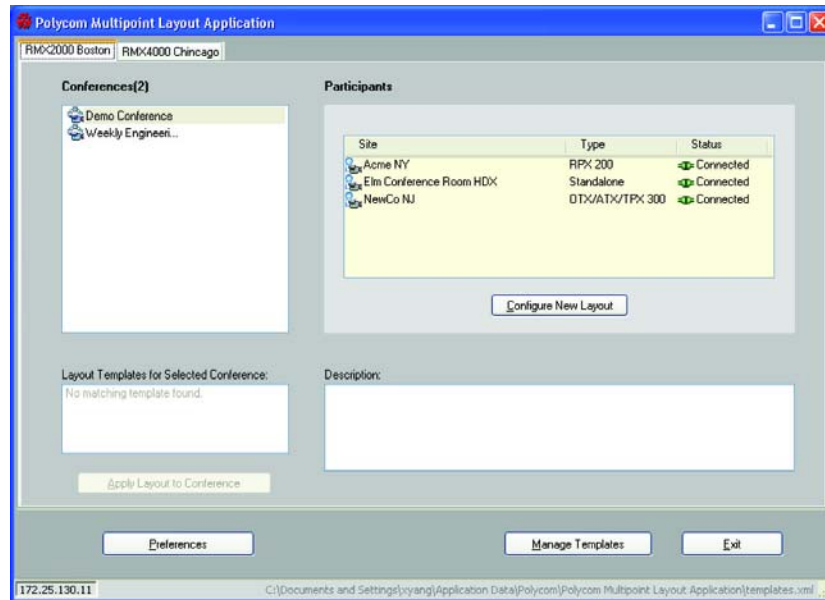 Polycom Multipoint Layout Application
RMX2000 Boston RMX4000 Chincago
Conferences(2)
Demo Conference
Weekly Engineeri...
Participants
Site Type Status
Acme NY RPX 200 Connected
Elm Conference Room HDX Standalone Connected
NewCo NJ OTX/ATX/TPX 300 Connected
Configure New Layout
Layout Templates for Selected Conference:
No matching template found.
Description:
Apply Layout to Conference
Preferences Manage Templates Exit
172.25.130.11 C:\Documents and Settings\xyang\Application Data\Polycom\Polycom Multipoint Layout Application\templates.xml